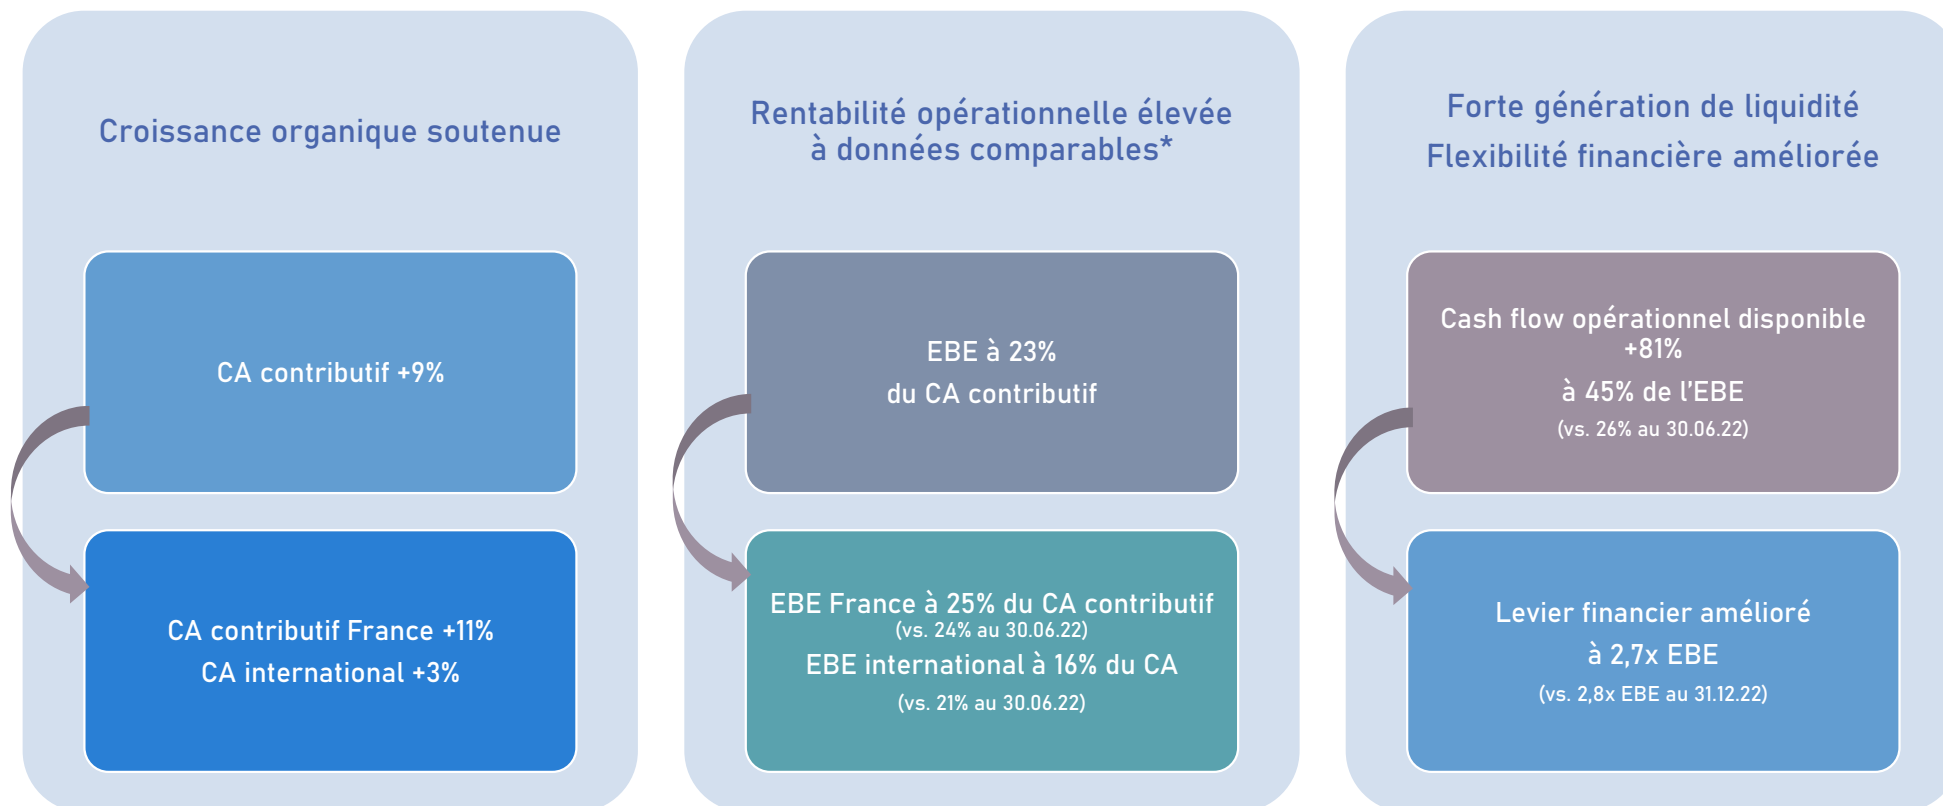 Croissance organique soutenue
CA contributif +9%
CA contributif France +11%
CA international +3%
Rentabilité opérationnelle élevée
à données comparables*
EBE à 23%
du CA contributif
EBE France à 25% du CA contributif
(vs. 24% au 30.06.22)
EBE international à 16% du CA
(vs. 21% au 30.06.22)
Forte génération de liquidité
Flexibilité financière améliorée
Cash flow opérationnel disponible
+81%
à 45% de l'EBE
(vs. 26% au 30.06.22)
Levier financier amélioré
à 2,7x EBE
(vs. 2,8x EBE au 31.12.22)